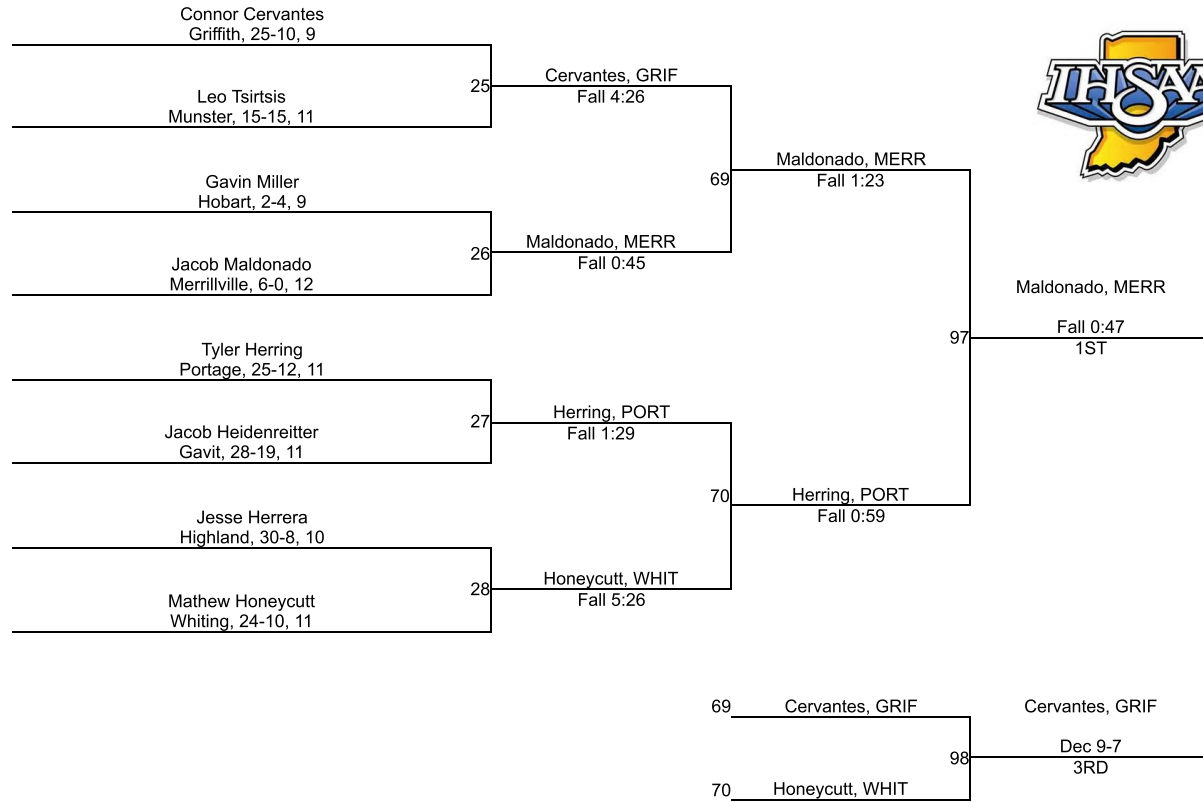 Connor Cervantes
Griffith, 25-10, 9
25
Cervantes, GRIF
Fall 4:26
Leo Tsirtsis
Munster, 15-15, 11
69
Maldonado, MERR
Fall 1:23
Gavin Miller
Hobart, 2-4, 9
26
Maldonado, MERR
Fall 0:45
Jacob Maldonado
Merrillville, 6-0, 12
97
Maldonado, MERR
Fall 0:47
1ST
Tyler Herring
Portage, 25-12, 11
27
Herring, PORT
Fall 1:29
Jacob Heidenreitter
Gavit, 28-19, 11
70
Herring, PORT
Fall 0:59
Jesse Herrera
Highland, 30-8, 10
28
Honeycutt, WHIT
Fall 5:26
Mathew Honeycutt
Whiting, 24-10, 11
69
Cervantes, GRIF
98
Cervantes, GRIF
Dec 9-7
3RD
70
Honeycutt, WHIT
IHSAA